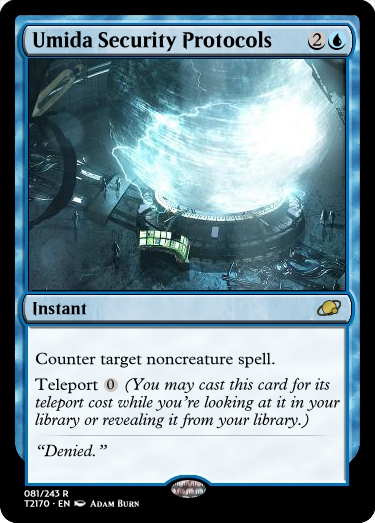 Umida Security Protocols 2
Instant
Counter target noncreature spell.
Teleport 0 (You may cast this card for its
teleport cost while you're looking at it in your
library or revealing it from your library.)
"Denied."
081/243 R
T2170 · EN Adam Burn